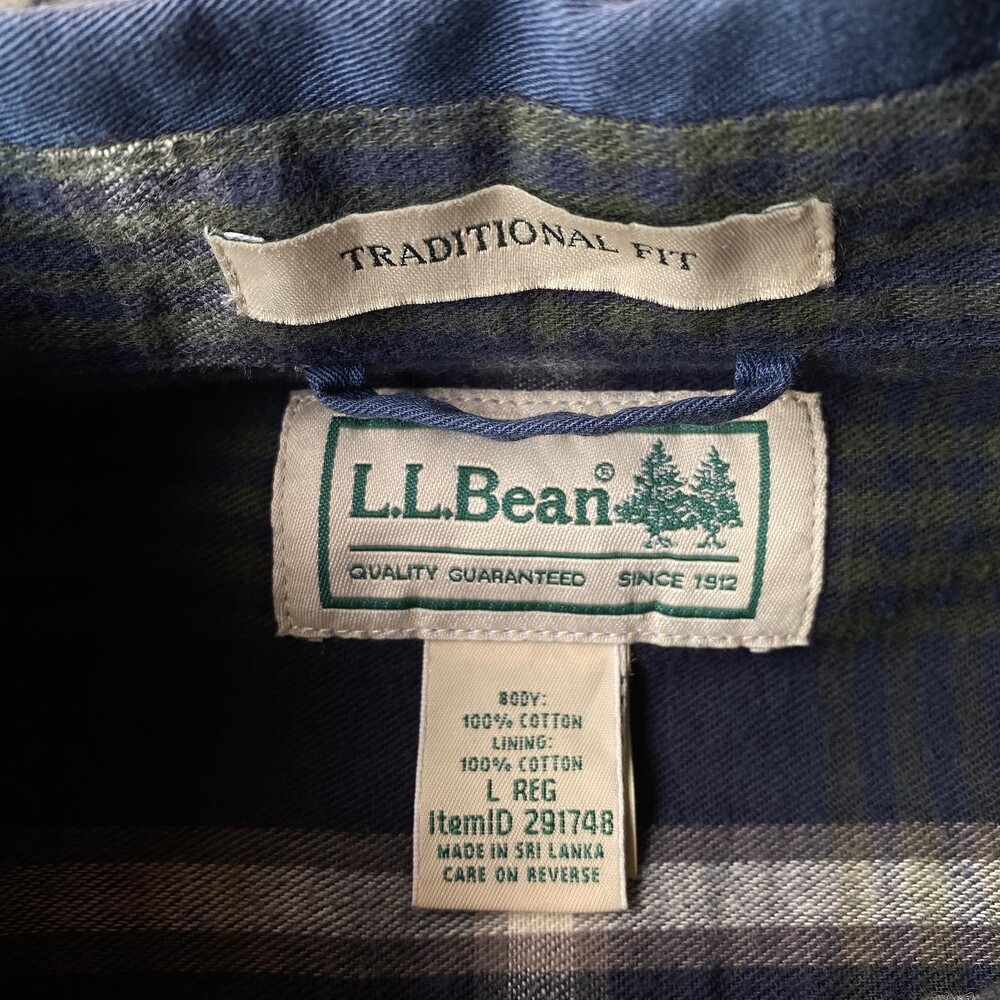 TRADITIONAL FIT
L.L.Bean®
QUALITY GUARANTEED SINCE 1912
BODY:
100% COTTON
LINING:
100% COTTON
L REG
ItemID 291748
MADE IN SRI LANKA
CARE ON REVERSE